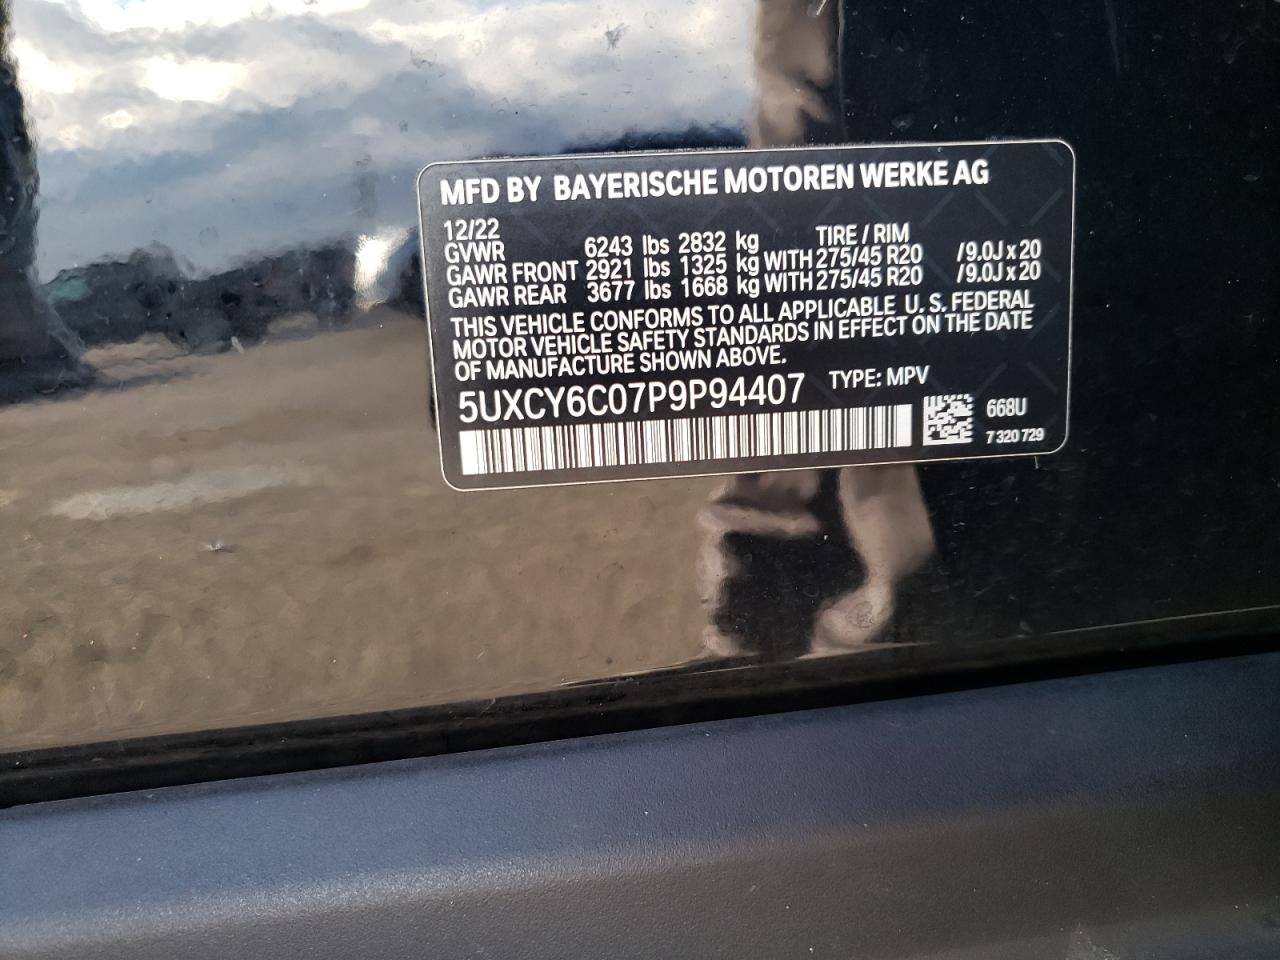 MFD BY BAYERISCHE MOTOREN WERKE AG
12/22
GVWR 6243 lbs 2832 kg TIRE / RIM
GAWR FRONT 2921 lbs 1325 kg WITH 275/45 R20 /9.0J x 20
GAWR REAR 3677 lbs 1668 kg WITH 275/45 R20 /9.0J x 20
THIS VEHICLE CONFORMS TO ALL APPLICABLE U. S. FEDERAL
MOTOR VEHICLE SAFETY STANDARDS IN EFFECT ON THE DATE
OF MANUFACTURE SHOWN ABOVE.
5UXCY6C07P9P94407 TYPE: MPV
668U
7 320 729